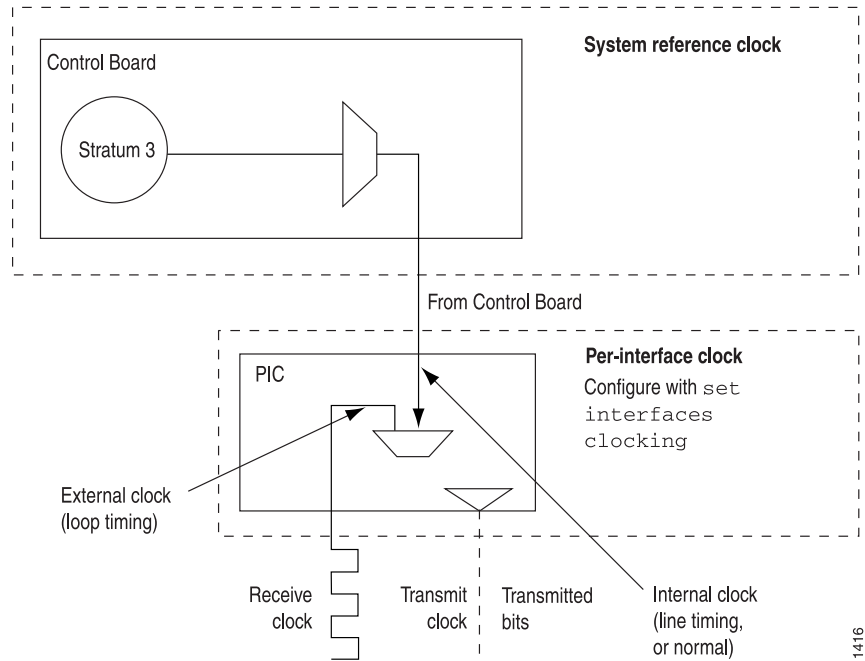 System reference clock
Control Board
Stratum 3
From Control Board
Per-interface clock
PIC
Configure with set
interfaces
clocking
External clock
(loop timing)
Receive
clock
Transmit
clock
Transmitted
bits
Internal clock
(line timing,
or normal)
1416